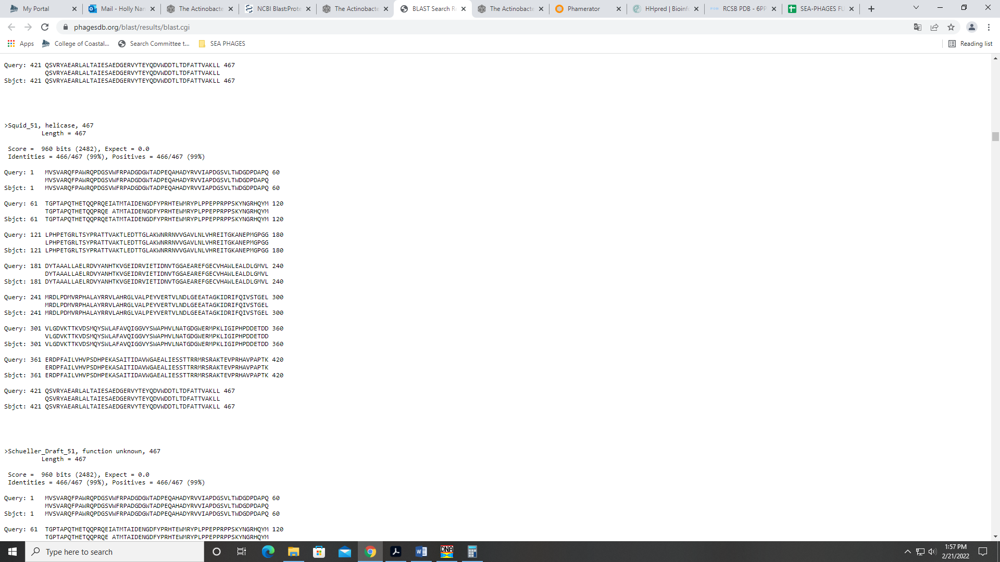 My Portal
Mail - Holly Nan
The Actinobacte
NCBI Blast:Prote
The Actinobacte
BLAST Search R
The Actinobacte
Phamerator
HHpred | Bioinfo
RCSB PDB - 6PP
SEA-PHAGES FU
phagesdb.org/blast/results/blast.cgi
Apps
College of Coastal...
Search Committee t...
SEA PHAGES
Reading list
Query: 421 QSVRYAEARLALTAIESAEDGERVYTEYQDVWDDTLTDFATTVAKLL 467
QSVRYAEARLALTAIESAEDGERVYTEYQDVWDDTLTDFATTVAKLL
Sbjct: 421 QSVRYAEARLALTAIESAEDGERVYTEYQDVWDDTLTDFATTVAKLL 467
>Squid_51, helicase, 467
Length = 467
Score = 960 bits (2482), Expect = 0.0
Identities = 466/467 (99%), Positives = 466/467 (99%)
Query: 1 MVSVARQFPAWRQPDGSVWFRPADGDGWTADPEQAHADYRVVIAPDGSVLTWDGDPDAPQ 60
MVSVARQFPAWRQPDGSVWFRPADGDGWTADPEQAHADYRVVIAPDGSVLTWDGDPDAPQ
Sbjct: 1 MVSVARQFPAWRQPDGSVWFRPADGDGWTADPEQAHADYRVVIAPDGSVLTWDGDPDAPQ 60
Query: 61 TGPTAPQTHETQQPRQEIATMTAIDENGDFYPRHTEWMRYPLPPEPPRPPSKYNGRHQYM 120
TGPTAPQTHETQQPRQE ATMTAIDENGDFYPRHTEWMRYPLPPEPPRPPSKYNGRHQYM
Sbjct: 61 TGPTAPQTHETQQPRQETATMTAIDENGDFYPRHTEWMRYPLPPEPPRPPSKYNGRHQYM 120
Query: 121 LPHPETGRLTSYPRATTVAKTLEDTTGLAKWNRRNVVGAVLNLVHREITGKANEPMGPGG 180
LPHPETGRLTSYPRATTVAKTLEDTTGLAKWNRRNVVGAVLNLVHREITGKANEPMGPGG
Sbjct: 121 LPHPETGRLTSYPRATTVAKTLEDTTGLAKWNRRNVVGAVLNLVHREITGKANEPMGPGG 180
Query: 181 DYTAAALLAELRDVYANHTKVGEIDRVIETIDNVTGGAEAREFGECVHAWLEALDLGMVL 240
DYTAAALLAELRDVYANHTKVGEIDRVIETIDNVTGGAEAREFGECVHAWLEALDLGMVL
Sbjct: 181 DYTAAALLAELRDVYANHTKVGEIDRVIETIDNVTGGAEAREFGECVHAWLEALDLGMVL 240
Query: 241 MRDLPDMVRPHALAYRRVLAHRGLVALPEYVERTVLNDLGEEATAGKIDRIFQIVSTGEL 300
MRDLPDMVRPHALAYRRVLAHRGLVALPEYVERTVLNDLGEEATAGKIDRIFQIVSTGEL
Sbjct: 241 MRDLPDMVRPHALAYRRVLAHRGLVALPEYVERTVLNDLGEEATAGKIDRIFQIVSTGEL 300
Query: 301 VLGDVKTTKVDSMQYSWLAFAVQIGGVYSWAPHVLNATGDGWERMPKLIGIPHPDDETDD 360
VLGDVKTTKVDSMQYSWLAFAVQIGGVYSWAPHVLNATGDGWERMPKLIGIPHPDDETDD
Sbjct: 301 VLGDVKTTKVDSMQYSWLAFAVQIGGVYSWAPHVLNATGDGWERMPKLIGIPHPDDETDD 360
Query: 361 ERDPFAILVHVPSDHPEKASAITIDAVWGAEALIESSTTRRMRSRAKTEVPRHAVPAPTK 420
ERDPFAILVHVPSDHPEKASAITIDAVWGAEALIESSTTRRMRSRAKTEVPRHAVPAPTK
Sbjct: 361 ERDPFAILVHVPSDHPEKASAITIDAVWGAEALIESSTTRRMRSRAKTEVPRHAVPAPTK 420
Query: 421 QSVRYAEARLALTAIESAEDGERVYTEYQDVWDDTLTDFATTVAKLL 467
QSVRYAEARLALTAIESAEDGERVYTEYQDVWDDTLTDFATTVAKLL
Sbjct: 421 QSVRYAEARLALTAIESAEDGERVYTEYQDVWDDTLTDFATTVAKLL 467
>Schueller_Draft_51, function unknown, 467
Length = 467
Score = 960 bits (2482), Expect = 0.0
Identities = 466/467 (99%), Positives = 466/467 (99%)
Query: 1 MVSVARQFPAWRQPDGSVWFRPADGDGWTADPEQAHADYRVVIAPDGSVLTWDGDPDAPQ 60
MVSVARQFPAWRQPDGSVWFRPADGDGWTADPEQAHADYRVVIAPDGSVLTWDGDPDAPQ
Sbjct: 1 MVSVARQFPAWRQPDGSVWFRPADGDGWTADPEQAHADYRVVIAPDGSVLTWDGDPDAPQ 60
Query: 61 TGPTAPQTHETQQPRQEIATMTAIDENGDFYPRHTEWMRYPLPPEPPRPPSKYNGRHQYM 120
TGPTAPQTHETQQPRQE ATMTAIDENGDFYPRHTEWMRYPLPPEPPRPPSKYNGRHQYM
Type here to search
DNA
1:57 PM
2/21/2022